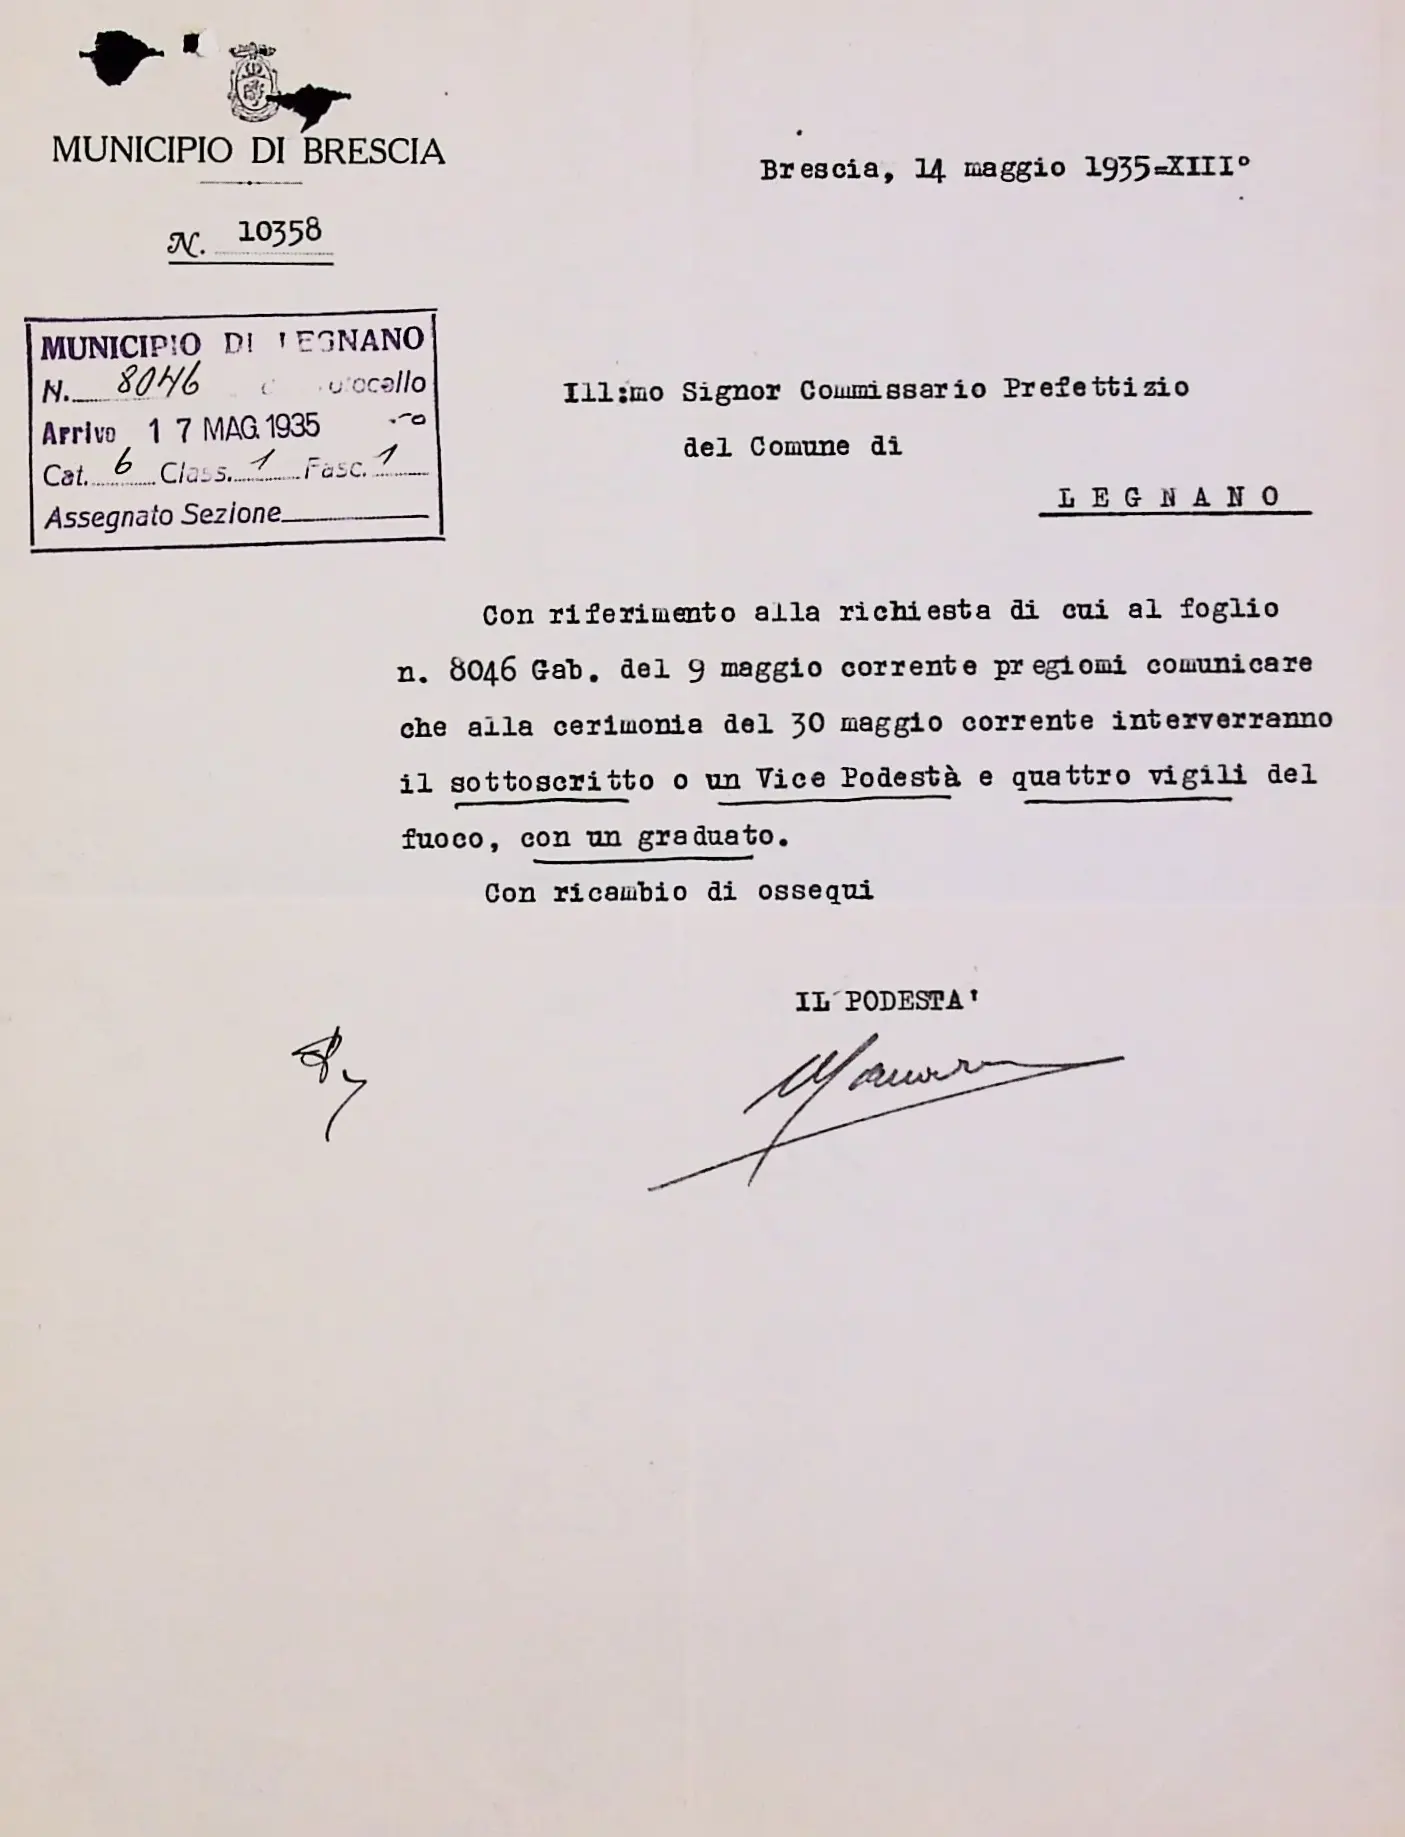 MUNICIPIO DI BRESCIA
N. 10358
Brescia, 14 maggio 1935=XIII°
MUNICIPIO DI LEGNANO
N. 8046
Arrivo 17 MAG. 1935
Cat. 6 Class. 1 Fasc. 1
Assegnato Sezione
Ill:mo Signor Commissario Prefettizio
del Comune di
LEGNANO
Con riferimento alla richiesta di cui al foglio
n. 8046 Gab. del 9 maggio corrente pregiomi comunicare
che alla cerimonia del 30 maggio corrente interverranno
il sottoscritto o un Vice Podestà e quattro vigili del
fuoco, con un graduato.
Con ricambio di ossequi
IL PODESTA'